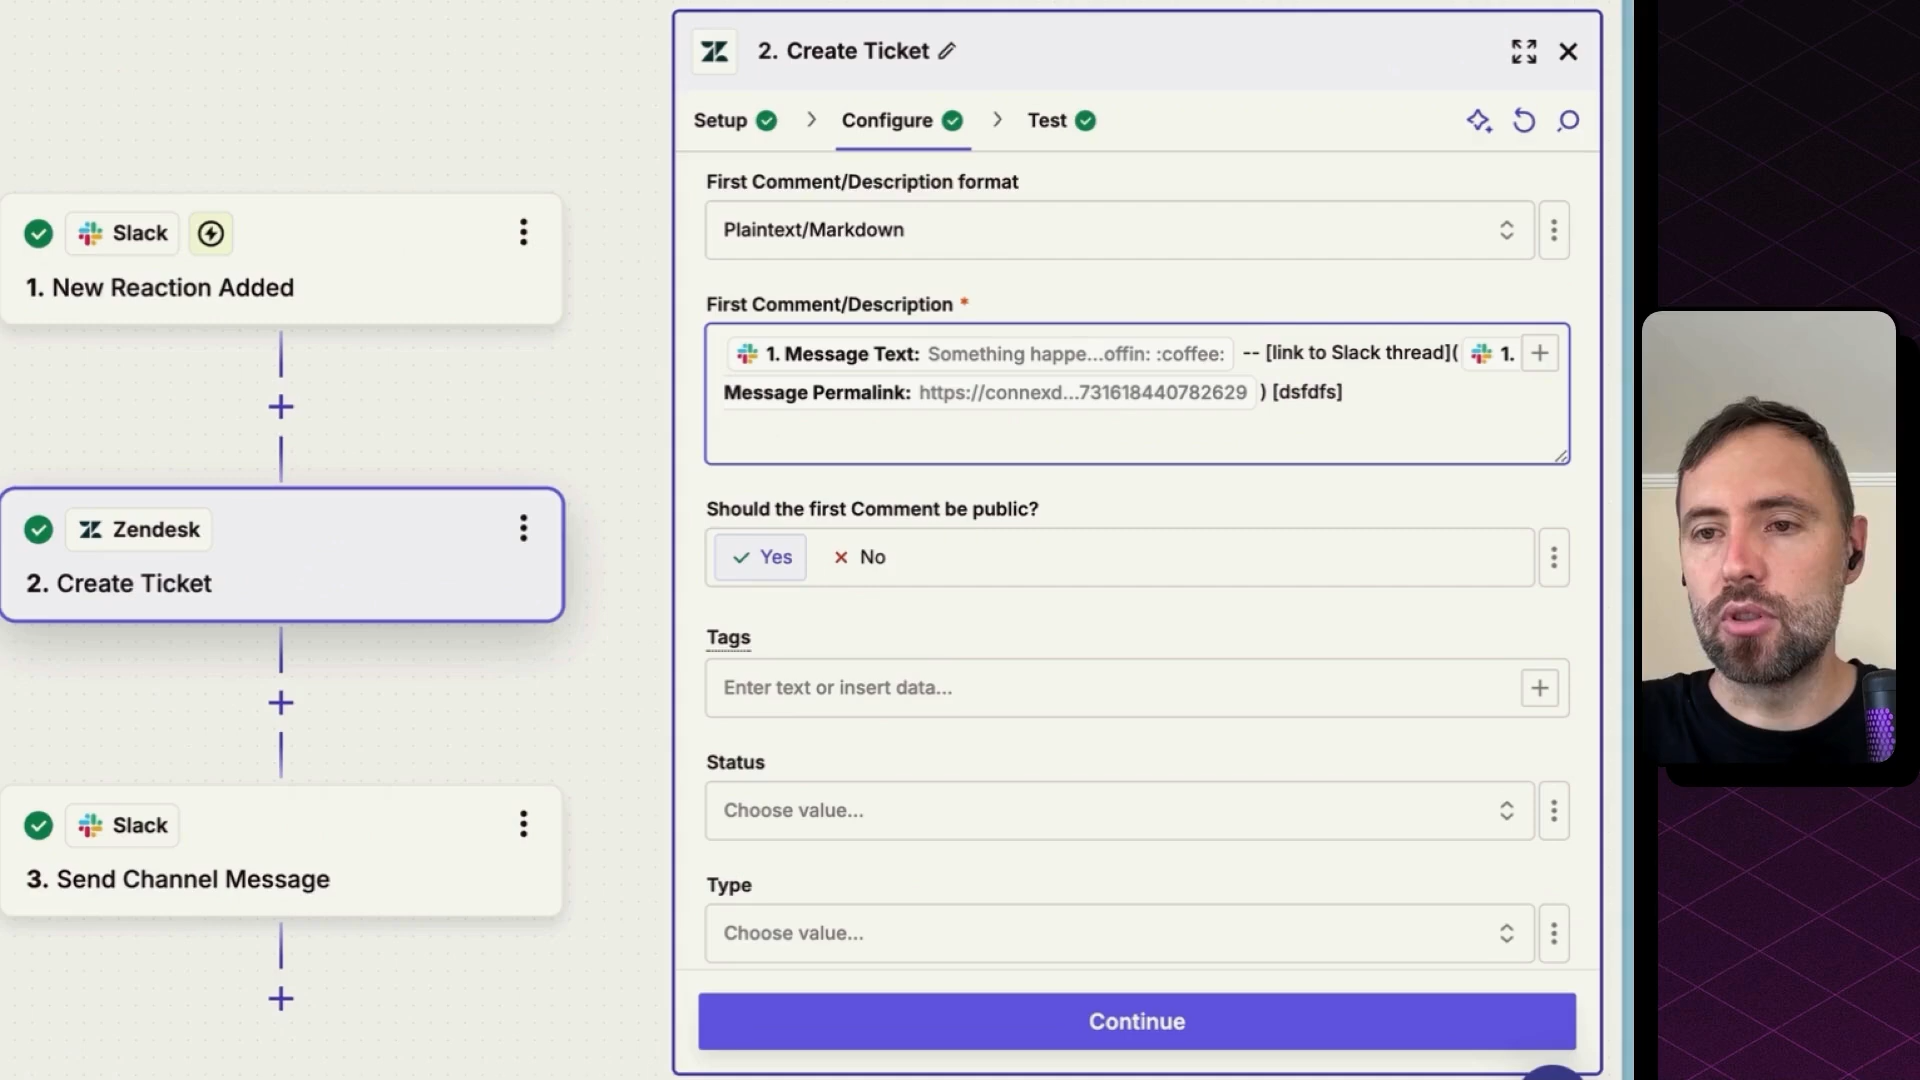 Slack
1. New Reaction Added
Zendesk
2. Create Ticket
Slack
3. Send Channel Message
2. Create Ticket
Setup
Configure
Test
First Comment/Description format
Plaintext/Markdown
First Comment/Description *
1. Message Text: Something happe...offin: :coffee: -- [link to Slack thread]( 1.
Message Permalink: https://connexd...731618440782629 ) [dsfdfs]
Should the first Comment be public?
Yes No
Tags
Enter text or insert data...
Status
Choose value...
Type
Choose value...
Continue